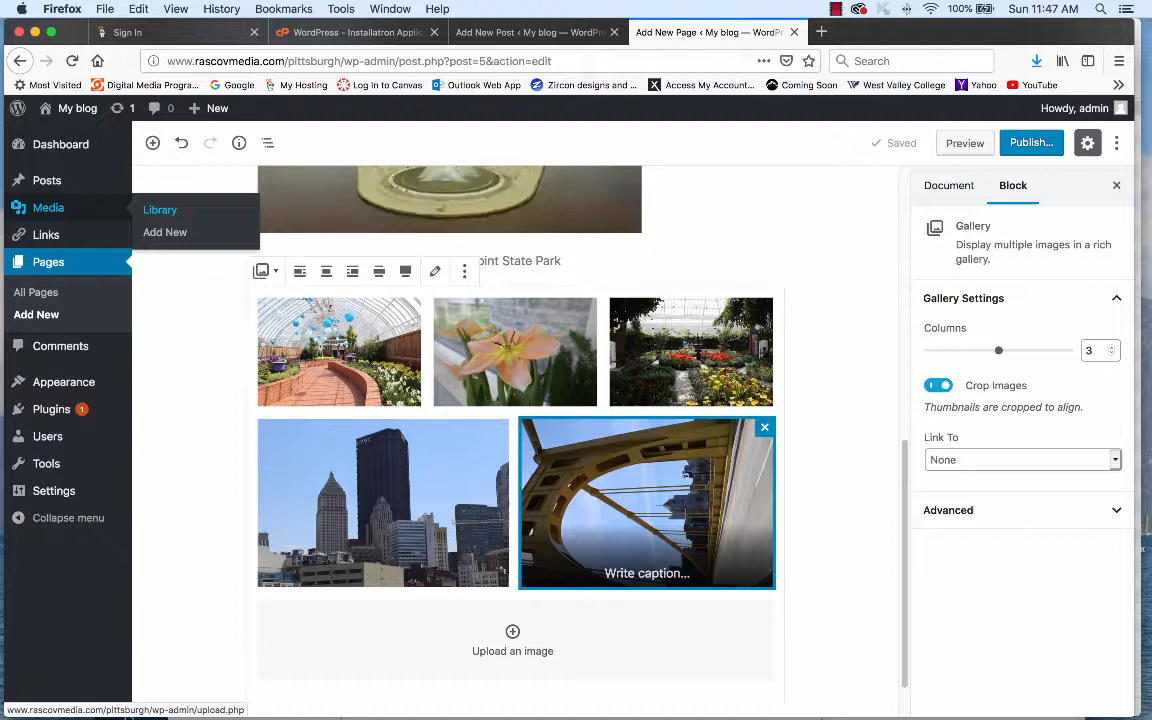 Firefox File Edit View History Bookmarks Tools Window Help 100% Sun 11:47 AM
Sign In WordPress - Installatron Applic Add New Post ‹ My blog — WordPr Add New Page ‹ My blog — WordPr
www.rascovmedia.com/pittsburgh/wp-admin/post.php?post=5&action=edit Search
Most Visited Digital Media Progra... Google My Hosting Log In to Canvas Outlook Web App Zircon designs and ... Access My Account... Coming Soon West Valley College Yahoo YouTube
My blog 1 0 New Howdy, admin
Dashboard
Saved Preview Publish...
Posts
Document Block
Media
Library
Add New
Links
Gallery
Display multiple images in a rich
gallery.
Pages
oint State Park
All Pages
Add New
Gallery Settings
Columns
3
Comments
Appearance
Crop Images
Plugins 1
Thumbnails are cropped to align.
Users
Link To
Tools
None
Settings
Collapse menu
Advanced
Write caption...
Upload an image
www.rascovmedia.com/pittsburgh/wp-admin/upload.php